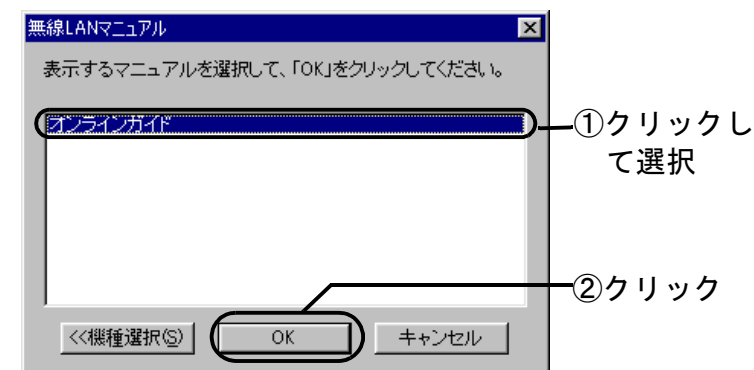 無線LANマニュアル
表示するマニュアルを選択して、「OK」をクリックしてください。
オンラインガイド
①クリックし
て選択
②クリック
<<機種選択(S)
OK
キャンセル